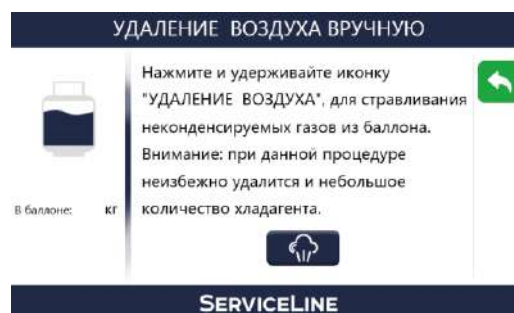 УДАЛЕНИЕ ВОЗДУХА ВРУЧНУЮ
Нажмите и удерживайте иконку
"УДАЛЕНИЕ ВОЗДУХА", для стравливания
неконденсируемых газов из баллона.
Внимание: при данной процедуре
неизбежно удалится и небольшое
количество хладагента.
В баллоне: кг
SERVICELINE